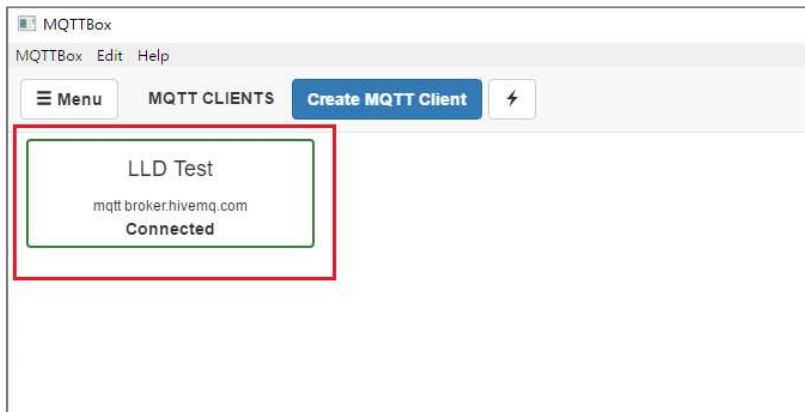 MQTTBox
MQTTBox Edit Help
Menu MQTT CLIENTS Create MQTT Client
LLD Test
mqtt broker.hivemq.com
Connected